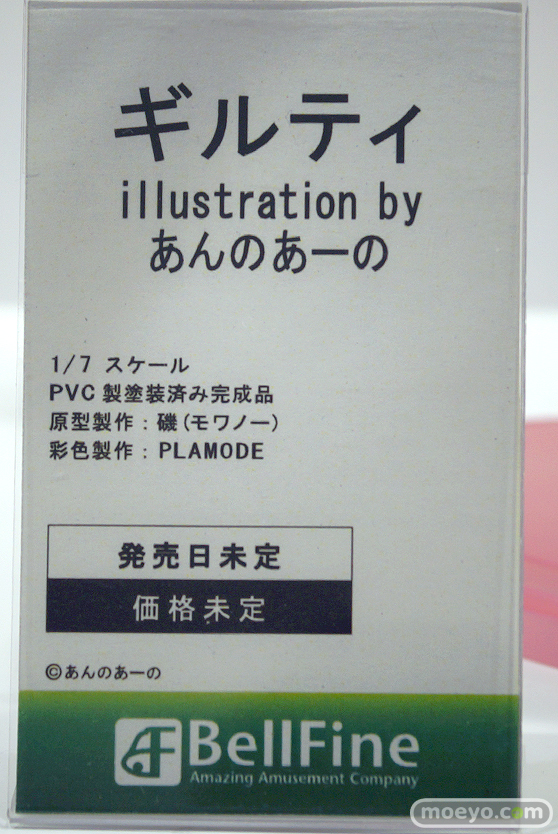 ギルティ
illustration by
あんのあーの
1/7 スケール
PVC 製塗装済み完成品
原型製作：磯(モワノー)
彩色製作：PLAMODE
発売日未定
価格未定
©あんのあーの
BellFine
Amazing Amusement Company
moeyo.com